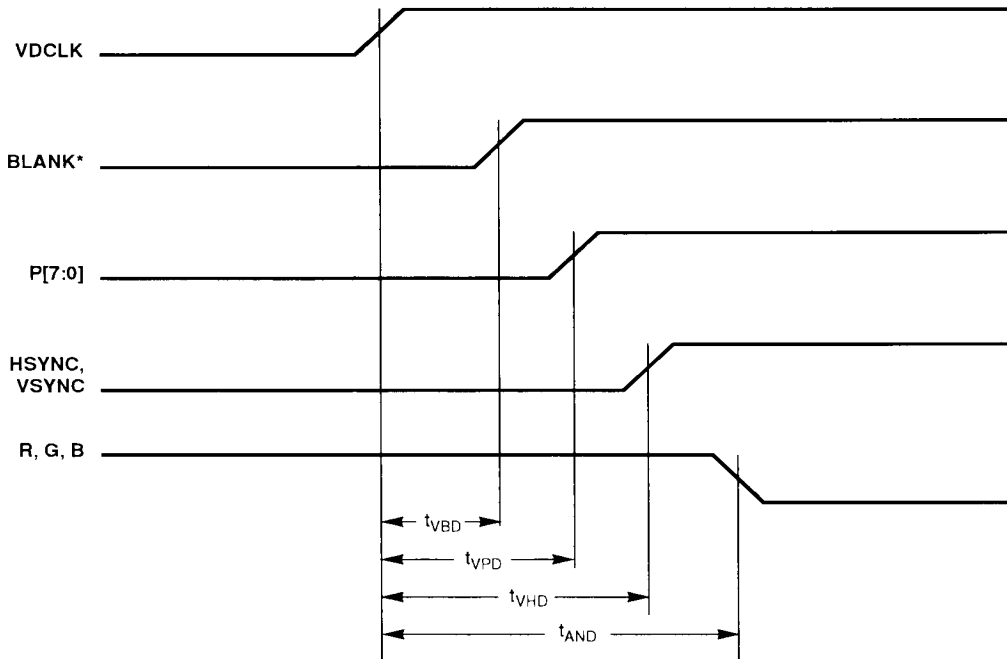 VDCLK
BLANK*
P[7:0]
HSYNC,
VSYNC
R, G, B
tVBD
tVPD
tVHD
tAND